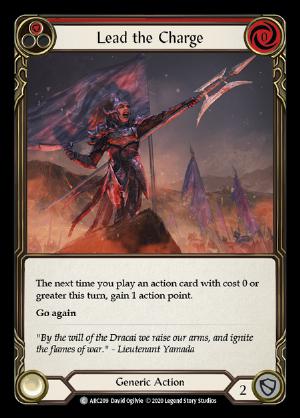 Lead the Charge
0
The next time you play an action card with cost 0 or
greater this turn, gain 1 action point.
Go again
"By the will of the Dracai we raise our arms, and ignite
the flames of war." - Lieutenant Yamada
Generic Action
2
C ARC209 David Ogilvie © 2020 Legend Story Studios